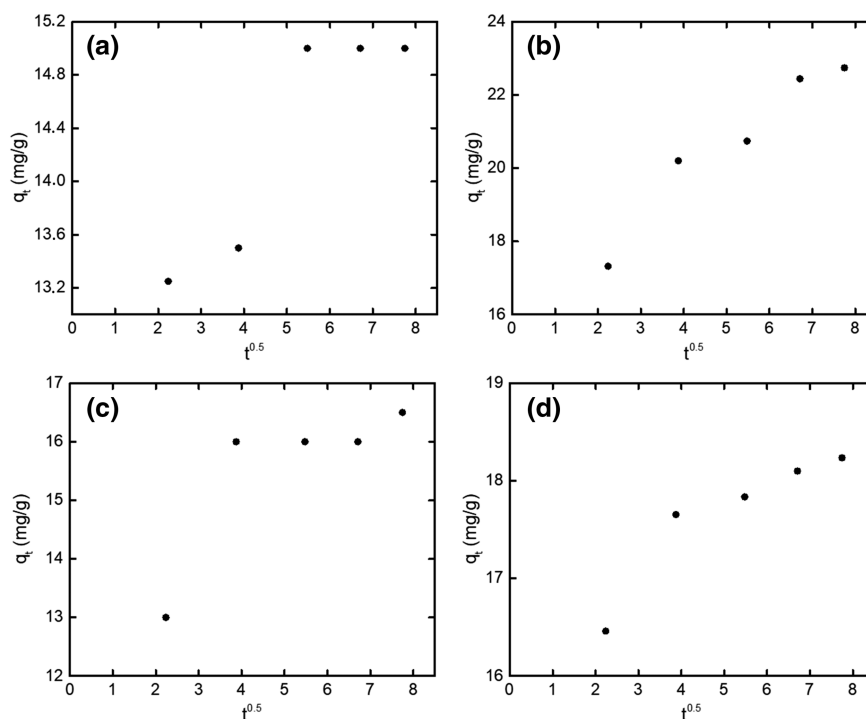 (a)
q_t (mg/g)
15.2
14.8
14.4
14.0
13.6
13.2
0 1 2 3 4 5 6 7 8
t^0.5
(b)
q_t (mg/g)
24
22
20
18
16
0 1 2 3 4 5 6 7 8
t^0.5
(c)
q_t (mg/g)
17
16
15
14
13
12
0 1 2 3 4 5 6 7 8
t^0.5
(d)
q_t (mg/g)
19
18
17
16
0 1 2 3 4 5 6 7 8
t^0.5